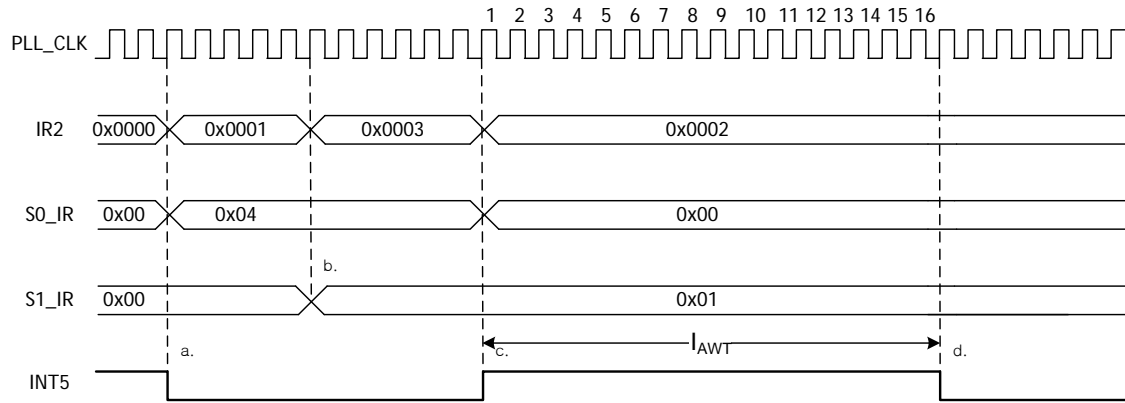 1 2 3 4 5 6 7 8 9 10 11 12 13 14 15 16
PLL_CLK
IR2 0x0000 0x0001 0x0003 0x0002
S0_IR 0x00 0x04 0x00
b.
S1_IR 0x00 0x01
a. c. IAWT d.
INT5